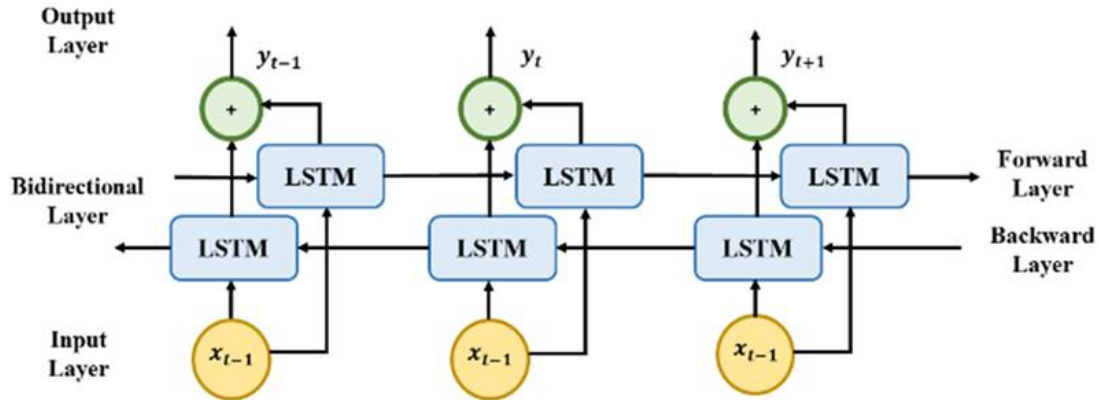 Output
Layer
y_{t-1}
y_t
y_{t+1}
+
+
+
LSTM
LSTM
LSTM
Forward
Layer
Bidirectional
Layer
LSTM
LSTM
LSTM
Backward
Layer
Input
Layer
x_{t-1}
x_{t-1}
x_{t-1}